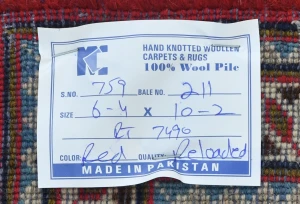 KC
HAND KNOTTED WOOLLEN
CARPETS & RUGS
100% Wool Pile
S.NO. 759 BALE NO. 211
SIZE 6-4 x 10-2
RT 7490
COLOR: Red QUALITY: Reloaded
MADE IN PAKISTAN